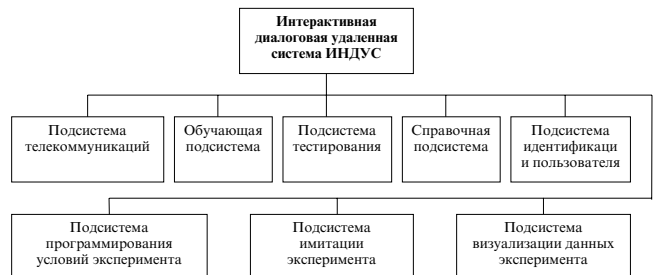 Интерактивная
диалоговая удаленная
система ИНДУС
Подсистема
телекоммуникаций
Обучающая
подсистема
Подсистема
тестирования
Справочная
подсистема
Подсистема
идентификаци
и пользователя
Подсистема
программирования
условий эксперимента
Подсистема
имитации
эксперимента
Подсистема
визуализации данных
эксперимента